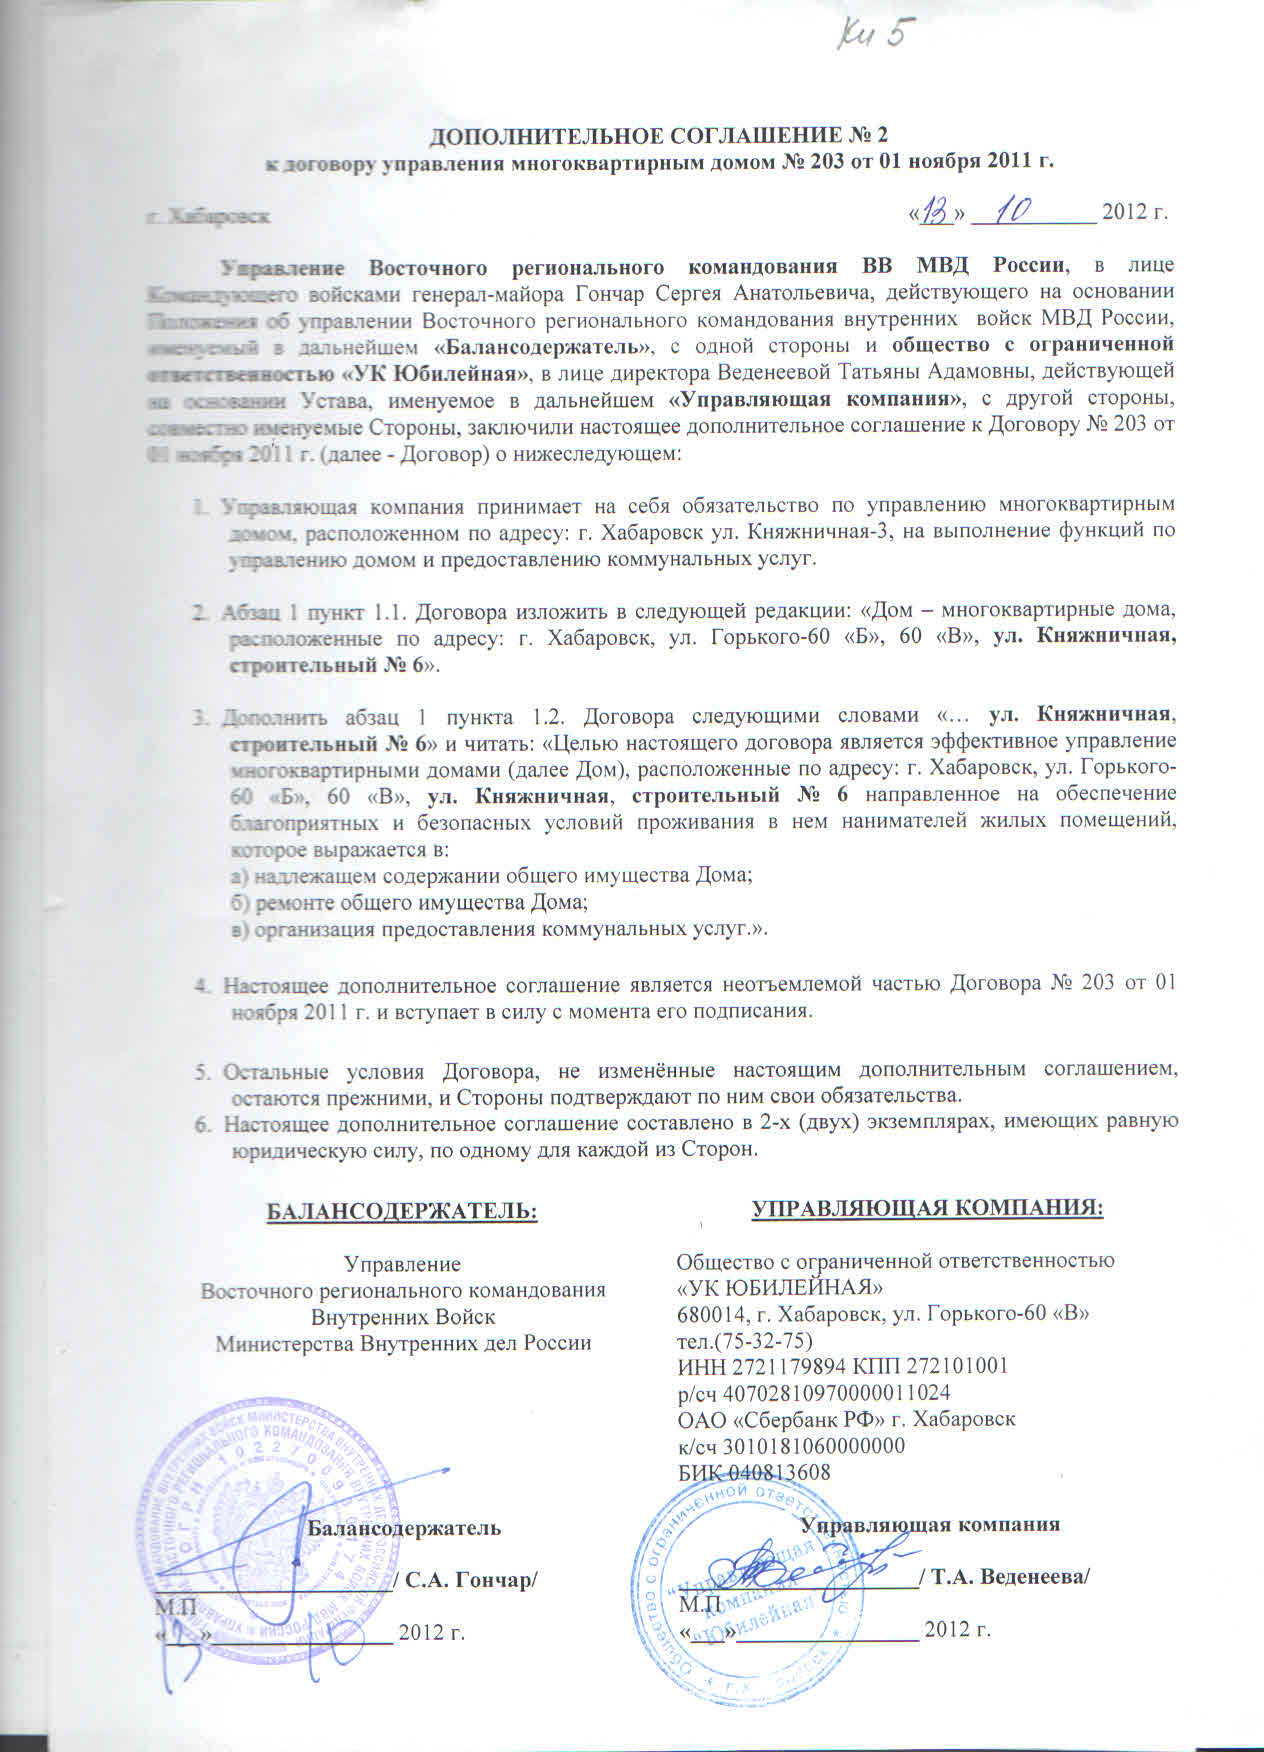 Кн 5
ДОПОЛНИТЕЛЬНОЕ СОГЛАШЕНИЕ № 2
к договору управления многоквартирным домом № 203 от 01 ноября 2011 г.
г. Хабаровск «13» 10 2012 г.
Управление Восточного регионального командования ВВ МВД России, в лице
Командующего войсками генерал-майора Гончар Сергея Анатольевича, действующего на основании
Положения об управлении Восточного регионального командования внутренних войск МВД России,
именуемый в дальнейшем «Балансодержатель», с одной стороны и общество с ограниченной
ответственностью «УК Юбилейная», в лице директора Веденеевой Татьяны Адамовны, действующей
на основании Устава, именуемое в дальнейшем «Управляющая компания», с другой стороны,
совместно именуемые Стороны, заключили настоящее дополнительное соглашение к Договору № 203 от
01 ноября 2011 г. (далее - Договор) о нижеследующем:
1. Управляющая компания принимает на себя обязательство по управлению многоквартирным
домом, расположенном по адресу: г. Хабаровск ул. Княжничная-3, на выполнение функций по
управлению домом и предоставлению коммунальных услуг.
2. Абзац 1 пункт 1.1. Договора изложить в следующей редакции: «Дом – многоквартирные дома,
расположенные по адресу: г. Хабаровск, ул. Горького-60 «Б», 60 «В», ул. Княжничная,
строительный № 6».
3. Дополнить абзац 1 пункта 1.2. Договора следующими словами «… ул. Княжничная,
строительный № 6» и читать: «Целью настоящего договора является эффективное управление
многоквартирными домами (далее Дом), расположенные по адресу: г. Хабаровск, ул. Горького-
60 «Б», 60 «В», ул. Княжничная, строительный № 6 направленное на обеспечение
благоприятных и безопасных условий проживания в нем нанимателей жилых помещений,
которое выражается в:
а) надлежащем содержании общего имущества Дома;
б) ремонте общего имущества Дома;
в) организация предоставления коммунальных услуг.».
4. Настоящее дополнительное соглашение является неотъемлемой частью Договора № 203 от 01
ноября 2011 г. и вступает в силу с момента его подписания.
5. Остальные условия Договора, не изменённые настоящим дополнительным соглашением,
остаются прежними, и Стороны подтверждают по ним свои обязательства.
6. Настоящее дополнительное соглашение составлено в 2-х (двух) экземплярах, имеющих равную
юридическую силу, по одному для каждой из Сторон.
БАЛАНСОДЕРЖАТЕЛЬ:
Управление
Восточного регионального командования
Внутренних Войск
Министерства Внутренних дел России
Балансодержатель
/ С.А. Гончар/
М.П
«13» 10 2012 г.
УПРАВЛЯЮЩАЯ КОМПАНИЯ:
Общество с ограниченной ответственностью
«УК ЮБИЛЕЙНАЯ»
680014, г. Хабаровск, ул. Горького-60 «В»
тел.(75-32-75)
ИНН 2721179894 КПП 272101001
р/сч 40702810970000011024
ОАО «Сбербанк РФ» г. Хабаровск
к/сч 3010181060000000
БИК 040813608
Управляющая компания
/ Т.А. Веденеева/
М.П
«___» 2012 г.
Общество с ограниченной ответственностью
«Управляющая
компания
«Юбилейная